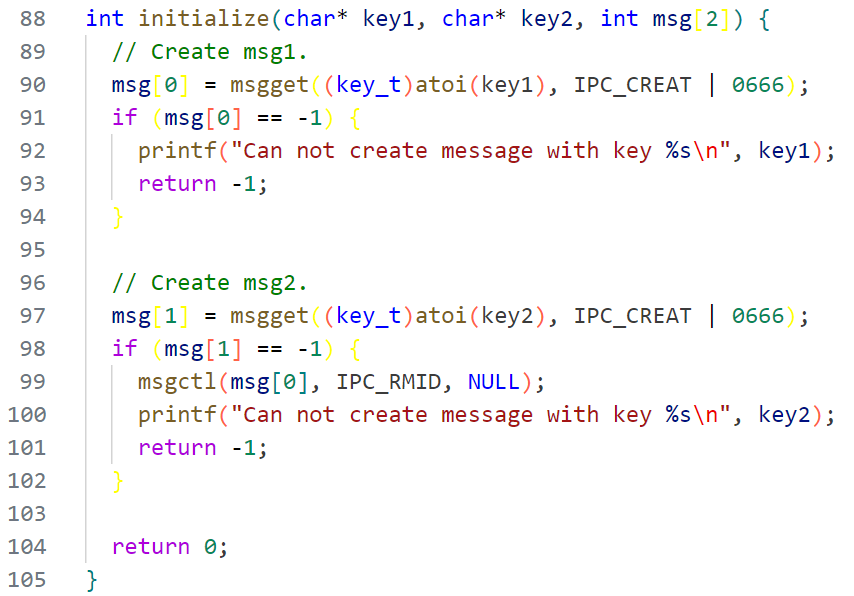 88 int initialize(char* key1, char* key2, int msg[2]) {
89 // Create msg1.
90 msg[0] = msgget((key_t)atoi(key1), IPC_CREAT | 0666);
91 if (msg[0] == -1) {
92 printf("Can not create message with key %s\n", key1);
93 return -1;
94 }
95
96 // Create msg2.
97 msg[1] = msgget((key_t)atoi(key2), IPC_CREAT | 0666);
98 if (msg[1] == -1) {
99 msgctl(msg[0], IPC_RMID, NULL);
100 printf("Can not create message with key %s\n", key2);
101 return -1;
102 }
103
104 return 0;
105 }